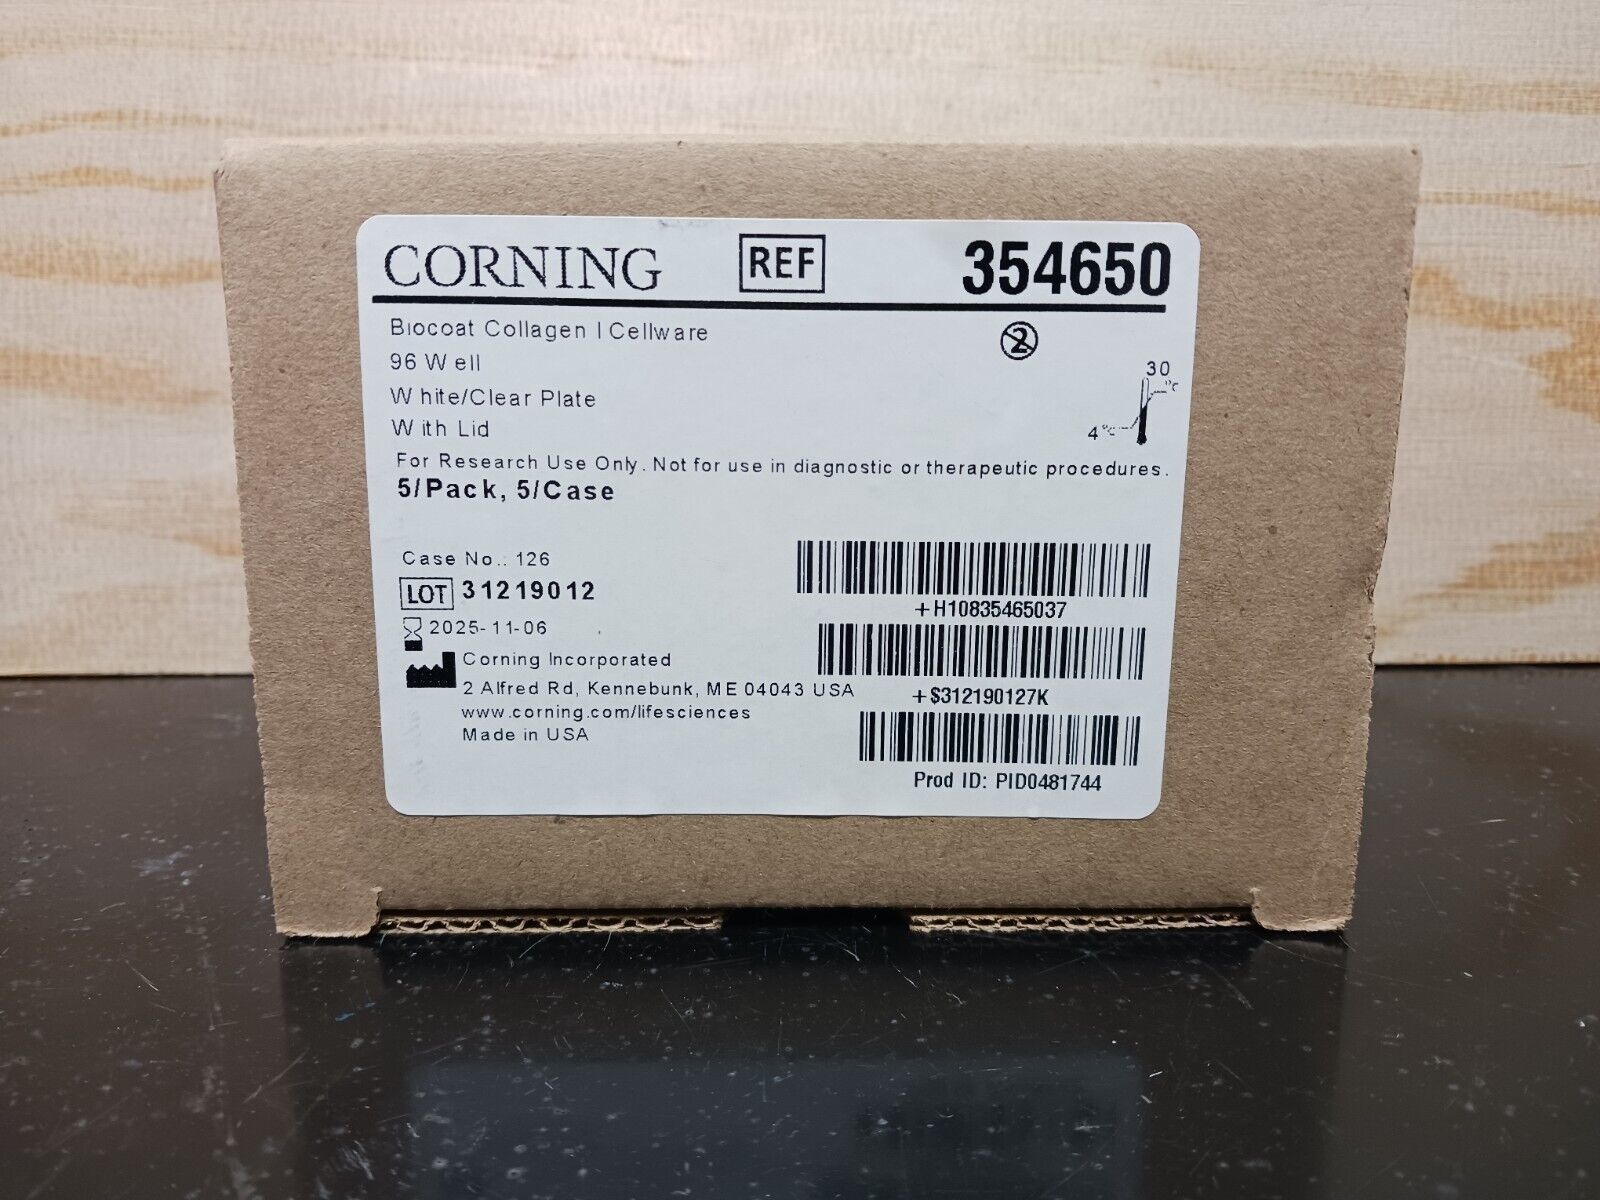 CORNING REF 354650
Biocoat Collagen I Cellware
2
96 Well
White/Clear Plate
30
°C
With Lid
4 °C
For Research Use Only. Not for use in diagnostic or therapeutic procedures.
5/Pack, 5/Case
Case No.: 126
LOT 31219012
+H10835465037
2025-11-06
Corning Incorporated
2 Alfred Rd, Kennebunk, ME 04043 USA
+$312190127K
www.corning.com/lifesciences
Made in USA
Prod ID: PID0481744